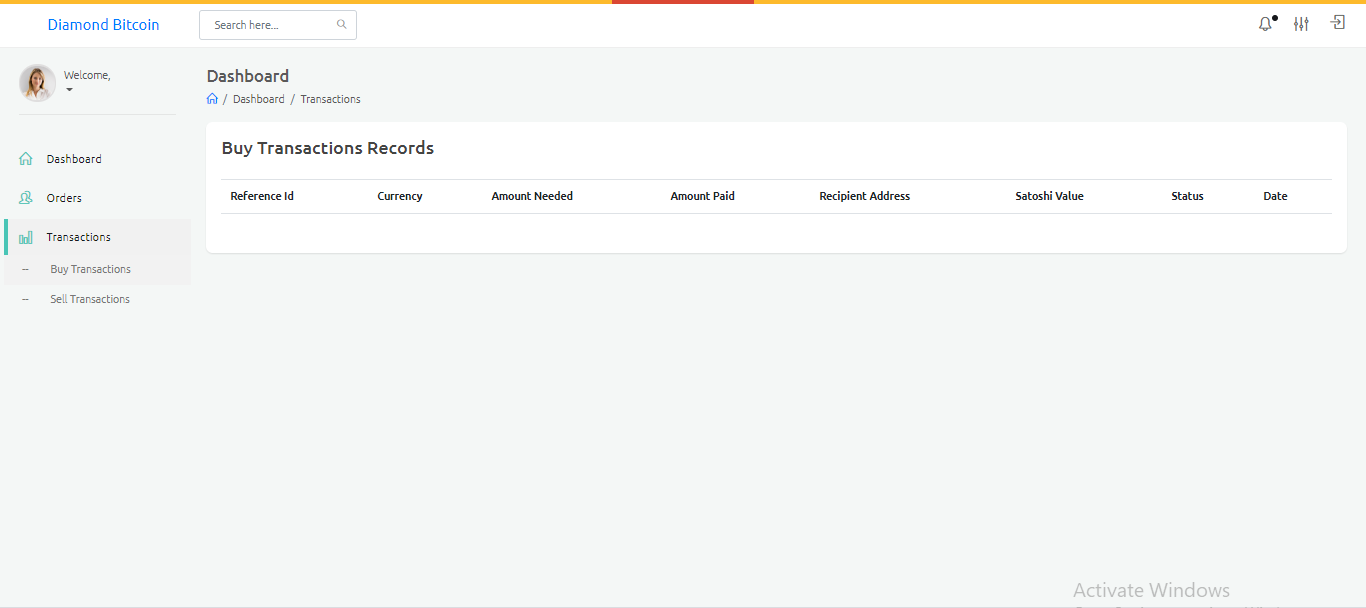 Diamond Bitcoin
Search here...
Welcome,
Dashboard
/ Dashboard / Transactions
Dashboard
Orders
Transactions
-- Buy Transactions
-- Sell Transactions
Buy Transactions Records
Reference Id Currency Amount Needed Amount Paid Recipient Address Satoshi Value Status Date
Activate Windows